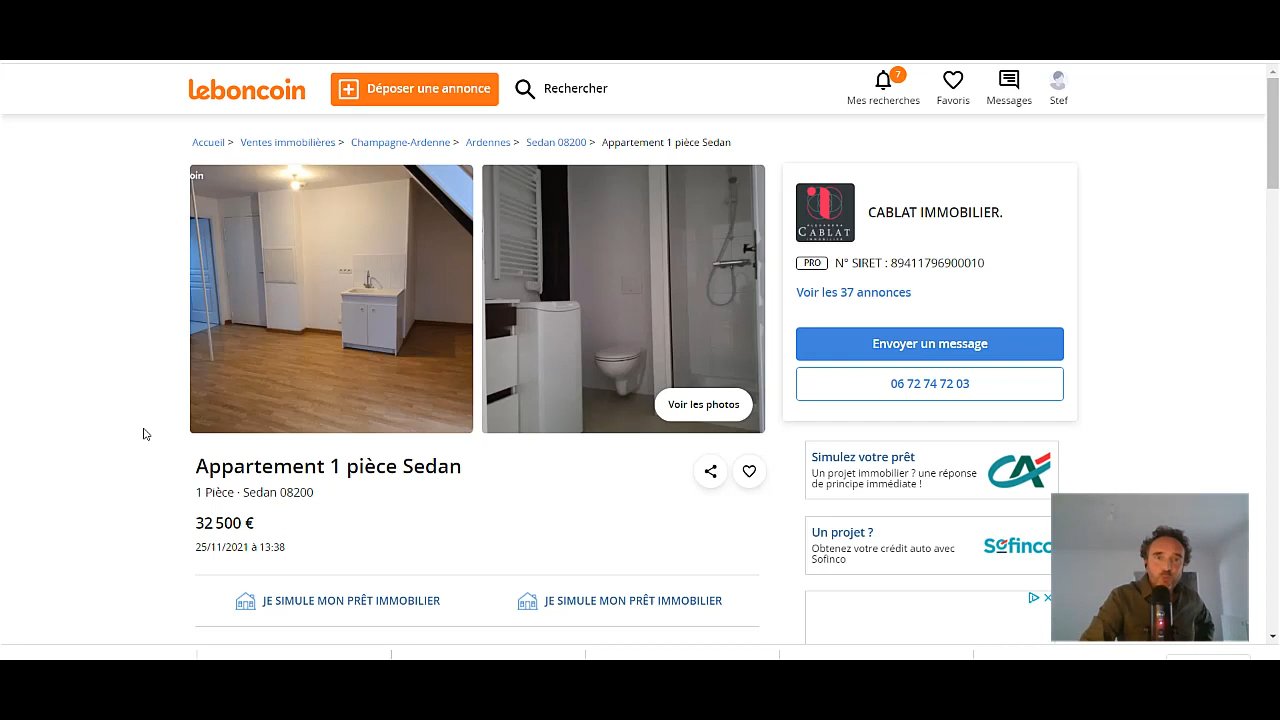 leboncoin
Déposer une annonce
Rechercher
7
Mes recherches
Favoris
Messages
Stef
Accueil > Ventes immobilières > Champagne-Ardenne > Ardennes > Sedan 08200 > Appartement 1 pièce Sedan
oin
Voir les photos
CABLAT
IMMOBILIER
CABLAT IMMOBILIER.
PRO N° SIRET : 89411796900010
Voir les 37 annonces
Envoyer un message
06 72 74 72 03
Appartement 1 pièce Sedan
1 Pièce · Sedan 08200
32 500 €
25/11/2021 à 13:38
JE SIMULE MON PRÊT IMMOBILIER
JE SIMULE MON PRÊT IMMOBILIER
Simulez votre prêt
Un projet immobilier ? une réponse
de principe immédiate !
CA
Un projet ?
Obtenez votre crédit auto avec
Sofinco
Sofinco